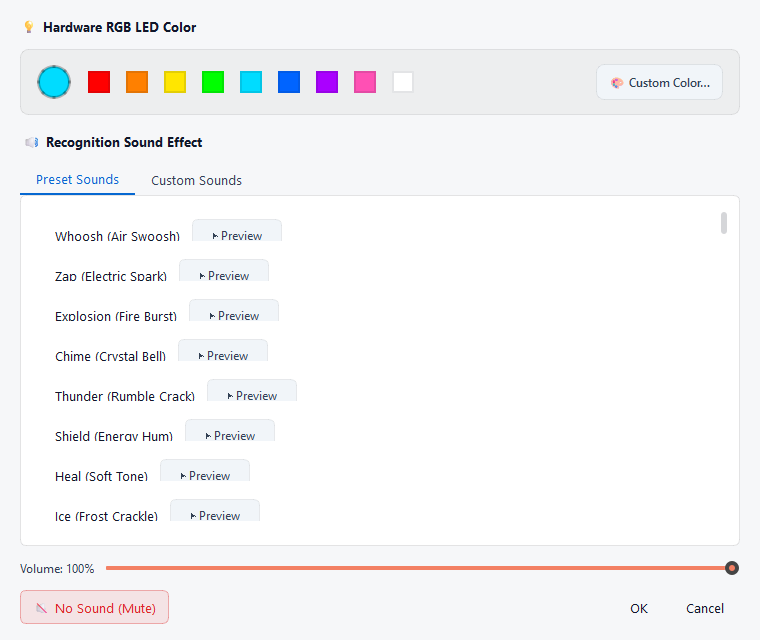 Hardware RGB LED Color
Custom Color...
Recognition Sound Effect
Preset Sounds Custom Sounds
Whoosh (Air Swoosh) Preview
Zap (Electric Spark) Preview
Explosion (Fire Burst) Preview
Chime (Crystal Bell) Preview
Thunder (Rumble Crack) Preview
Shield (Energy Hum) Preview
Heal (Soft Tone) Preview
Ice (Frost Crackle) Preview
Volume: 100%
No Sound (Mute) OK Cancel